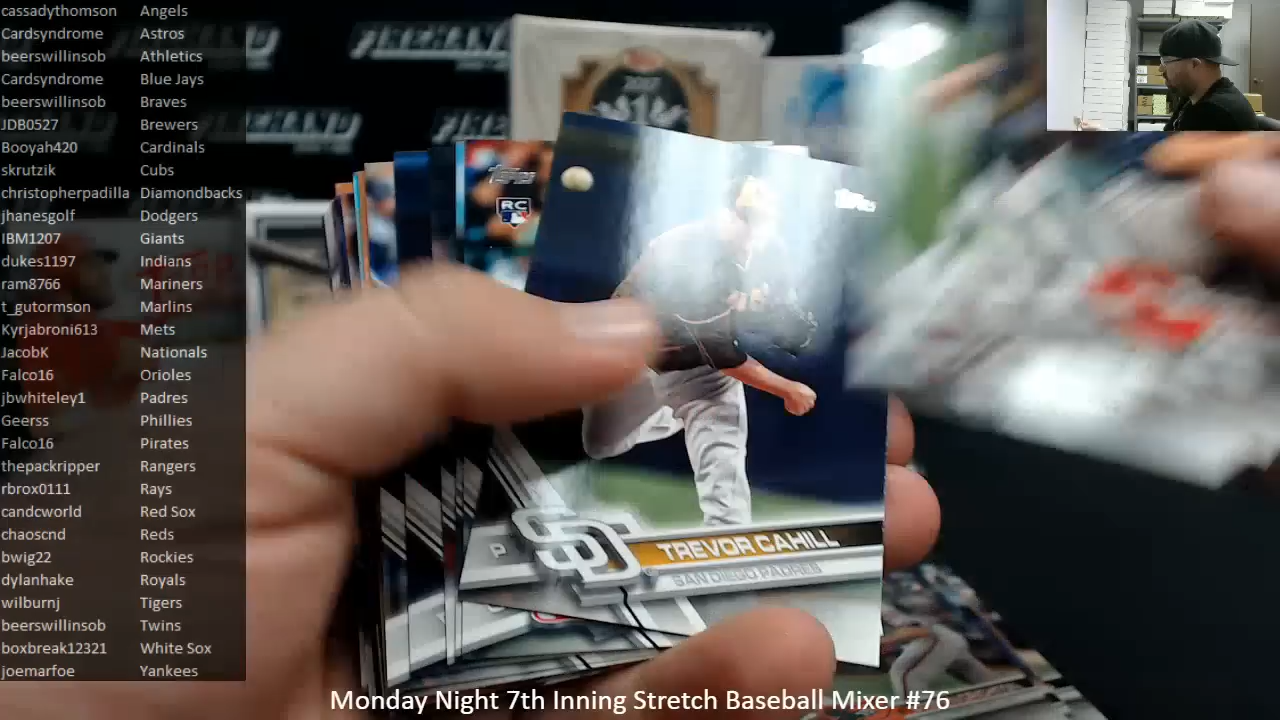 cassadythomson Angels
Cardsyndrome Astros
beerswillinsob Athletics
Cardsyndrome Blue Jays
beerswillinsob Braves
JDB0527 Brewers
Booyah420 Cardinals
skrutzik Cubs
christopherpadilla Diamondbacks
jhanesgolf Dodgers
IBM1207 Giants
dukes1197 Indians
ram8766 Mariners
t_gutormson Marlins
Kyrjabroni613 Mets
JacobK Nationals
Falco16 Orioles
jbwhiteley1 Padres
Geerss Phillies
Falco16 Pirates
thepackripper Rangers
rbrox0111 Rays
candcworld Red Sox
chaoscnd Reds
bwig22 Rockies
dylanhake Royals
wilburnj Tigers
beerswillinsob Twins
boxbreak12321 White Sox
joemarfoe Yankees
Topps
RC
Topps
P
SD
TREVOR CAHILL
SAN DIEGO PADRES
Monday Night 7th Inning Stretch Baseball Mixer #76